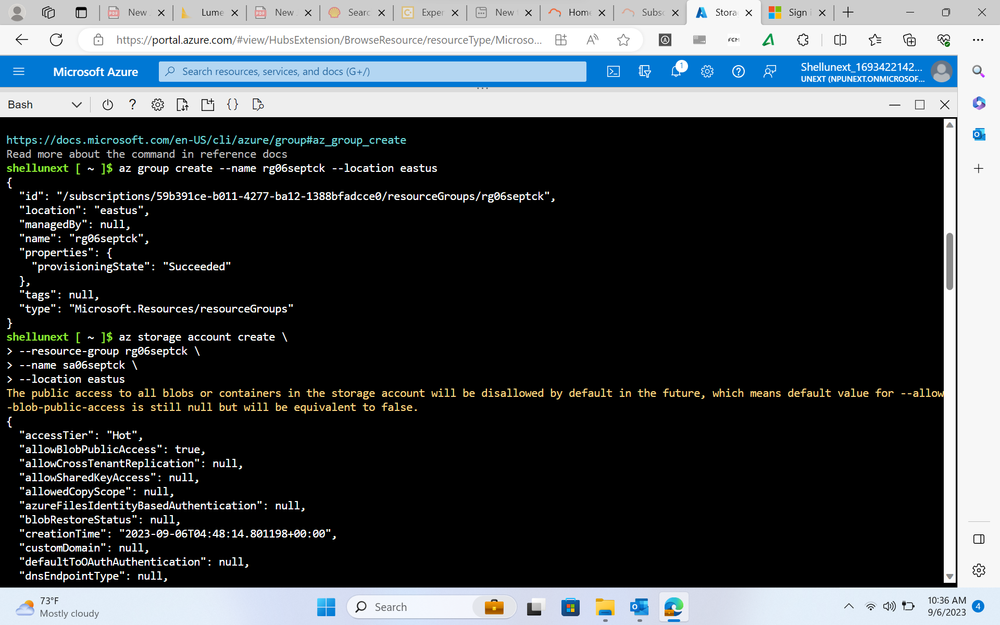 New
Lume
New
Searc
Exper
New
Home
Subsc
Stora
Sign i
https://portal.azure.com/#view/HubsExtension/BrowseResource/resourceType/Microso...
FCM
Microsoft Azure
Search resources, services, and docs (G+/)
1
Shellunext_1693422142...
UNEXT (NPUNEXT.ONMICROSOF...
Bash
https://docs.microsoft.com/en-US/cli/azure/group#az_group_create
Read more about the command in reference docs
shellunext [ ~ ]$ az group create --name rg06septck --location eastus
{
"id": "/subscriptions/59b391ce-b011-4277-ba12-1388bfadcce0/resourceGroups/rg06septck",
"location": "eastus",
"managedBy": null,
"name": "rg06septck",
"properties": {
"provisioningState": "Succeeded"
},
"tags": null,
"type": "Microsoft.Resources/resourceGroups"
}
shellunext [ ~ ]$ az storage account create \
> --resource-group rg06septck \
> --name sa06septck \
> --location eastus
The public access to all blobs or containers in the storage account will be disallowed by default in the future, which means default value for --allow
-blob-public-access is still null but will be equivalent to false.
{
"accessTier": "Hot",
"allowBlobPublicAccess": true,
"allowCrossTenantReplication": null,
"allowSharedKeyAccess": null,
"allowedCopyScope": null,
"azureFilesIdentityBasedAuthentication": null,
"blobRestoreStatus": null,
"creationTime": "2023-09-06T04:48:14.801198+00:00",
"customDomain": null,
"defaultToOAuthAuthentication": null,
"dnsEndpointType": null,
73°F
Mostly cloudy
Search
10:36 AM
9/6/2023
4